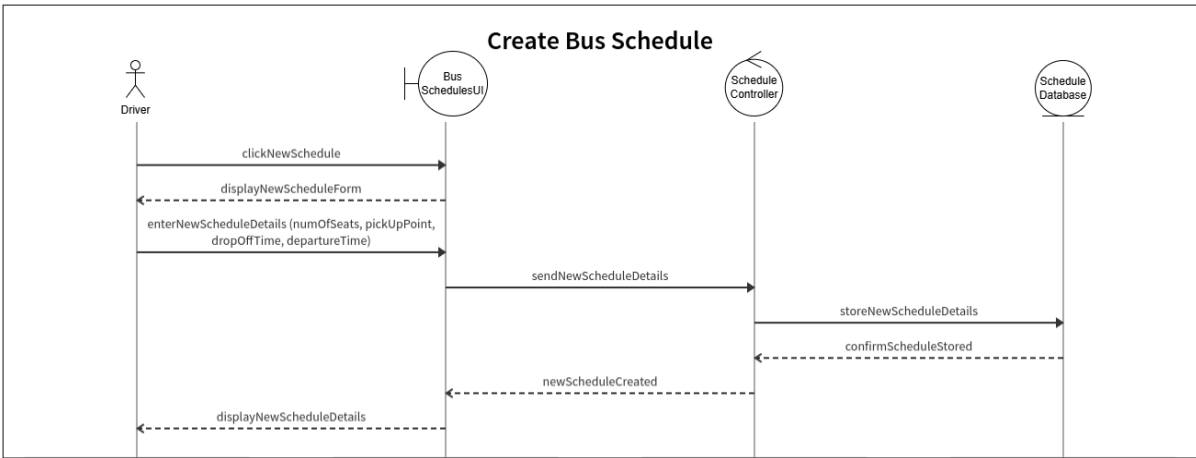 Create Bus Schedule
Driver
Bus
SchedulesUI
Schedule
Controller
Schedule
Database
clickNewSchedule
displayNewScheduleForm
enterNewScheduleDetails (numOfSeats, pickUpPoint,
dropOffTime, departureTime)
sendNewScheduleDetails
storeNewScheduleDetails
confirmScheduleStored
newScheduleCreated
displayNewScheduleDetails